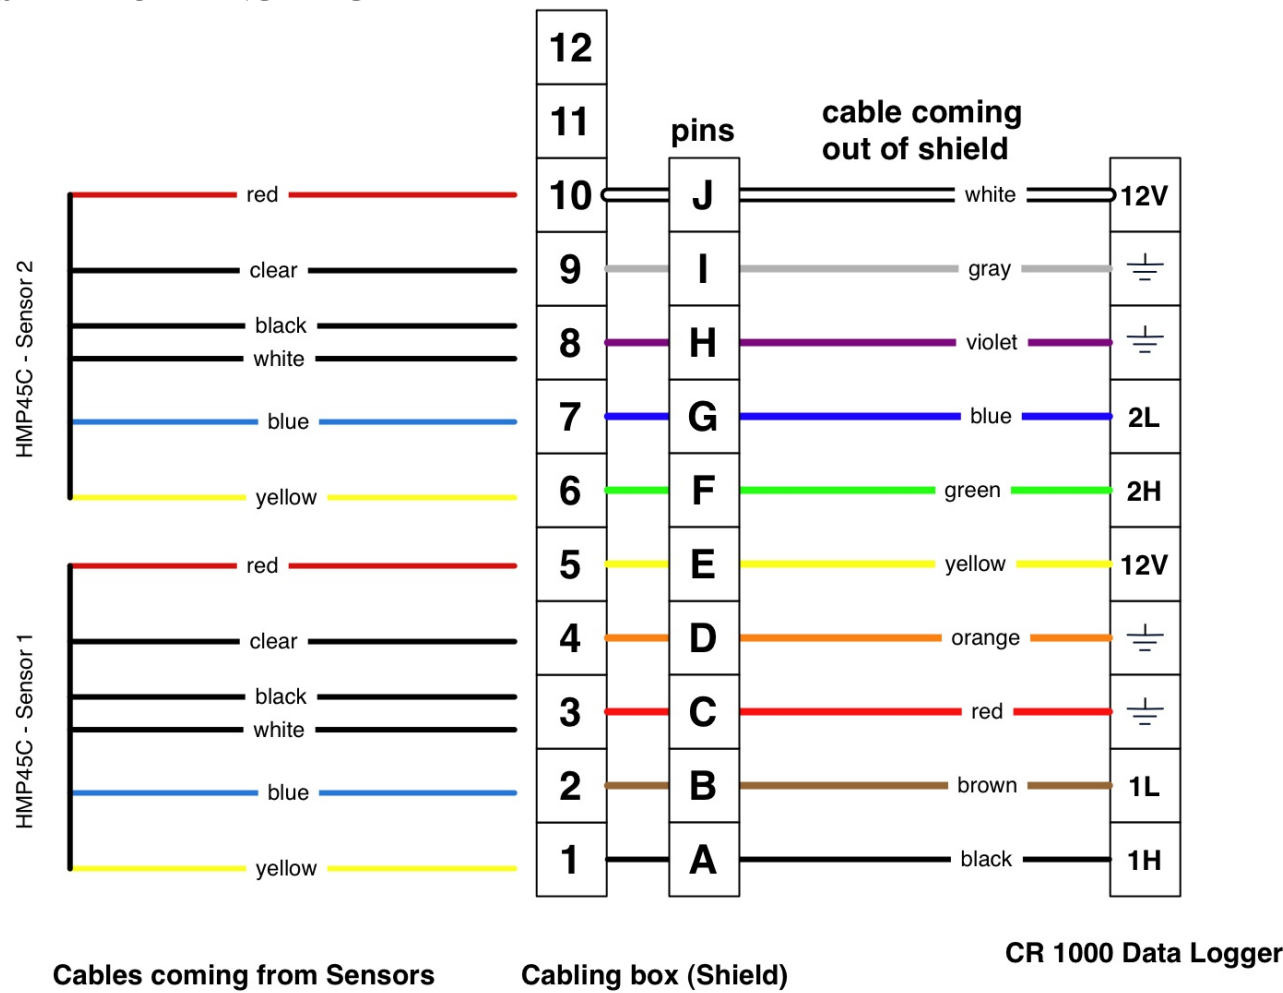 12
11
pins
cable coming
out of shield
red
10
J
white
12V
clear
9
I
gray
HMP45C - Sensor 2
black
white
8
H
violet
blue
7
G
blue
2L
yellow
6
F
green
2H
red
5
E
yellow
12V
clear
4
D
orange
HMP45C - Sensor 1
black
white
3
C
red
blue
2
B
brown
1L
yellow
1
A
black
1H
Cables coming from Sensors
Cabling box (Shield)
CR 1000 Data Logger